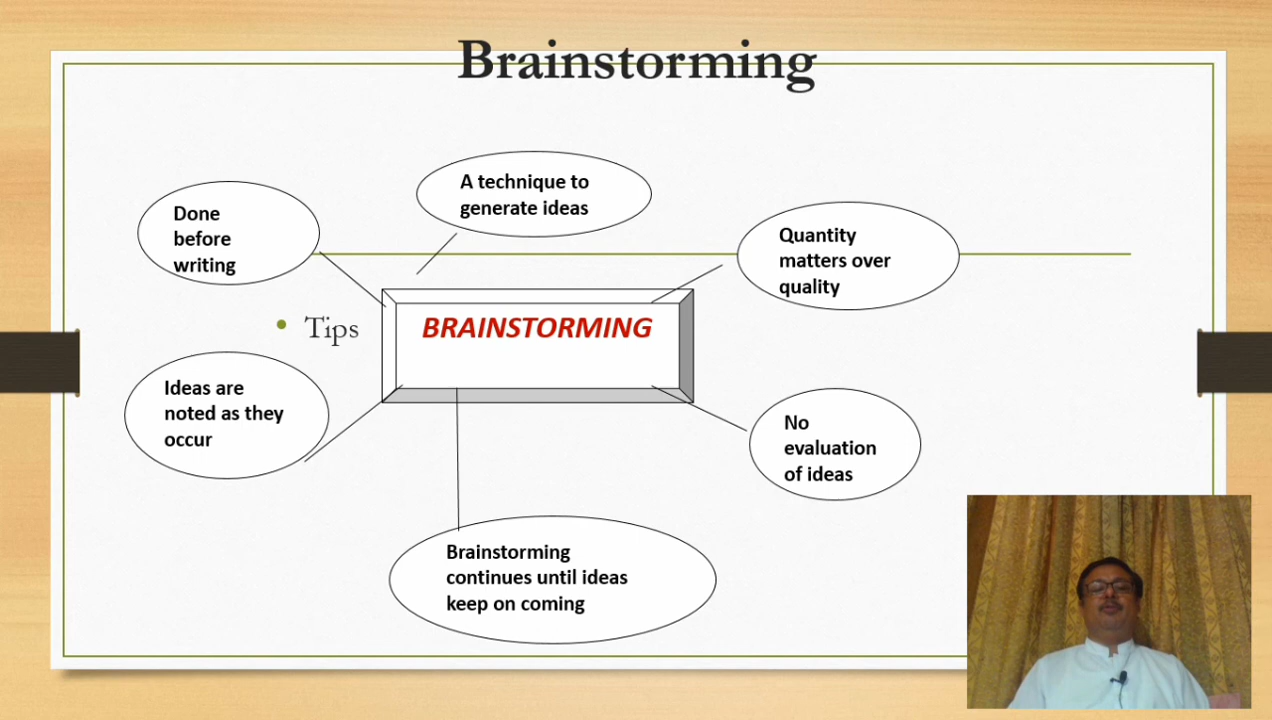 Brainstorming
A technique to
generate ideas
Done
before
writing
Quantity
matters over
quality
• Tips
BRAINSTORMING
Ideas are
noted as they
occur
No
evaluation
of ideas
Brainstorming
continues until ideas
keep on coming